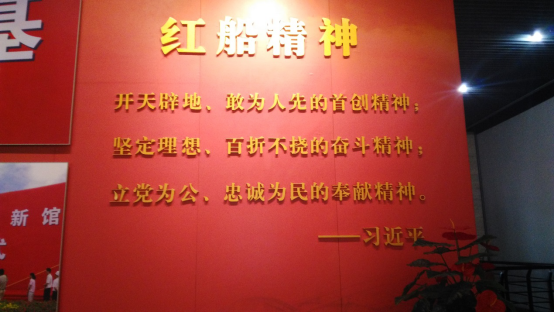 基
红船精神
开天辟地、敢为人先的首创精神；
坚定理想、百折不挠的奋斗精神；
立党为公、忠诚为民的奉献精神。
——习近平
新馆
式